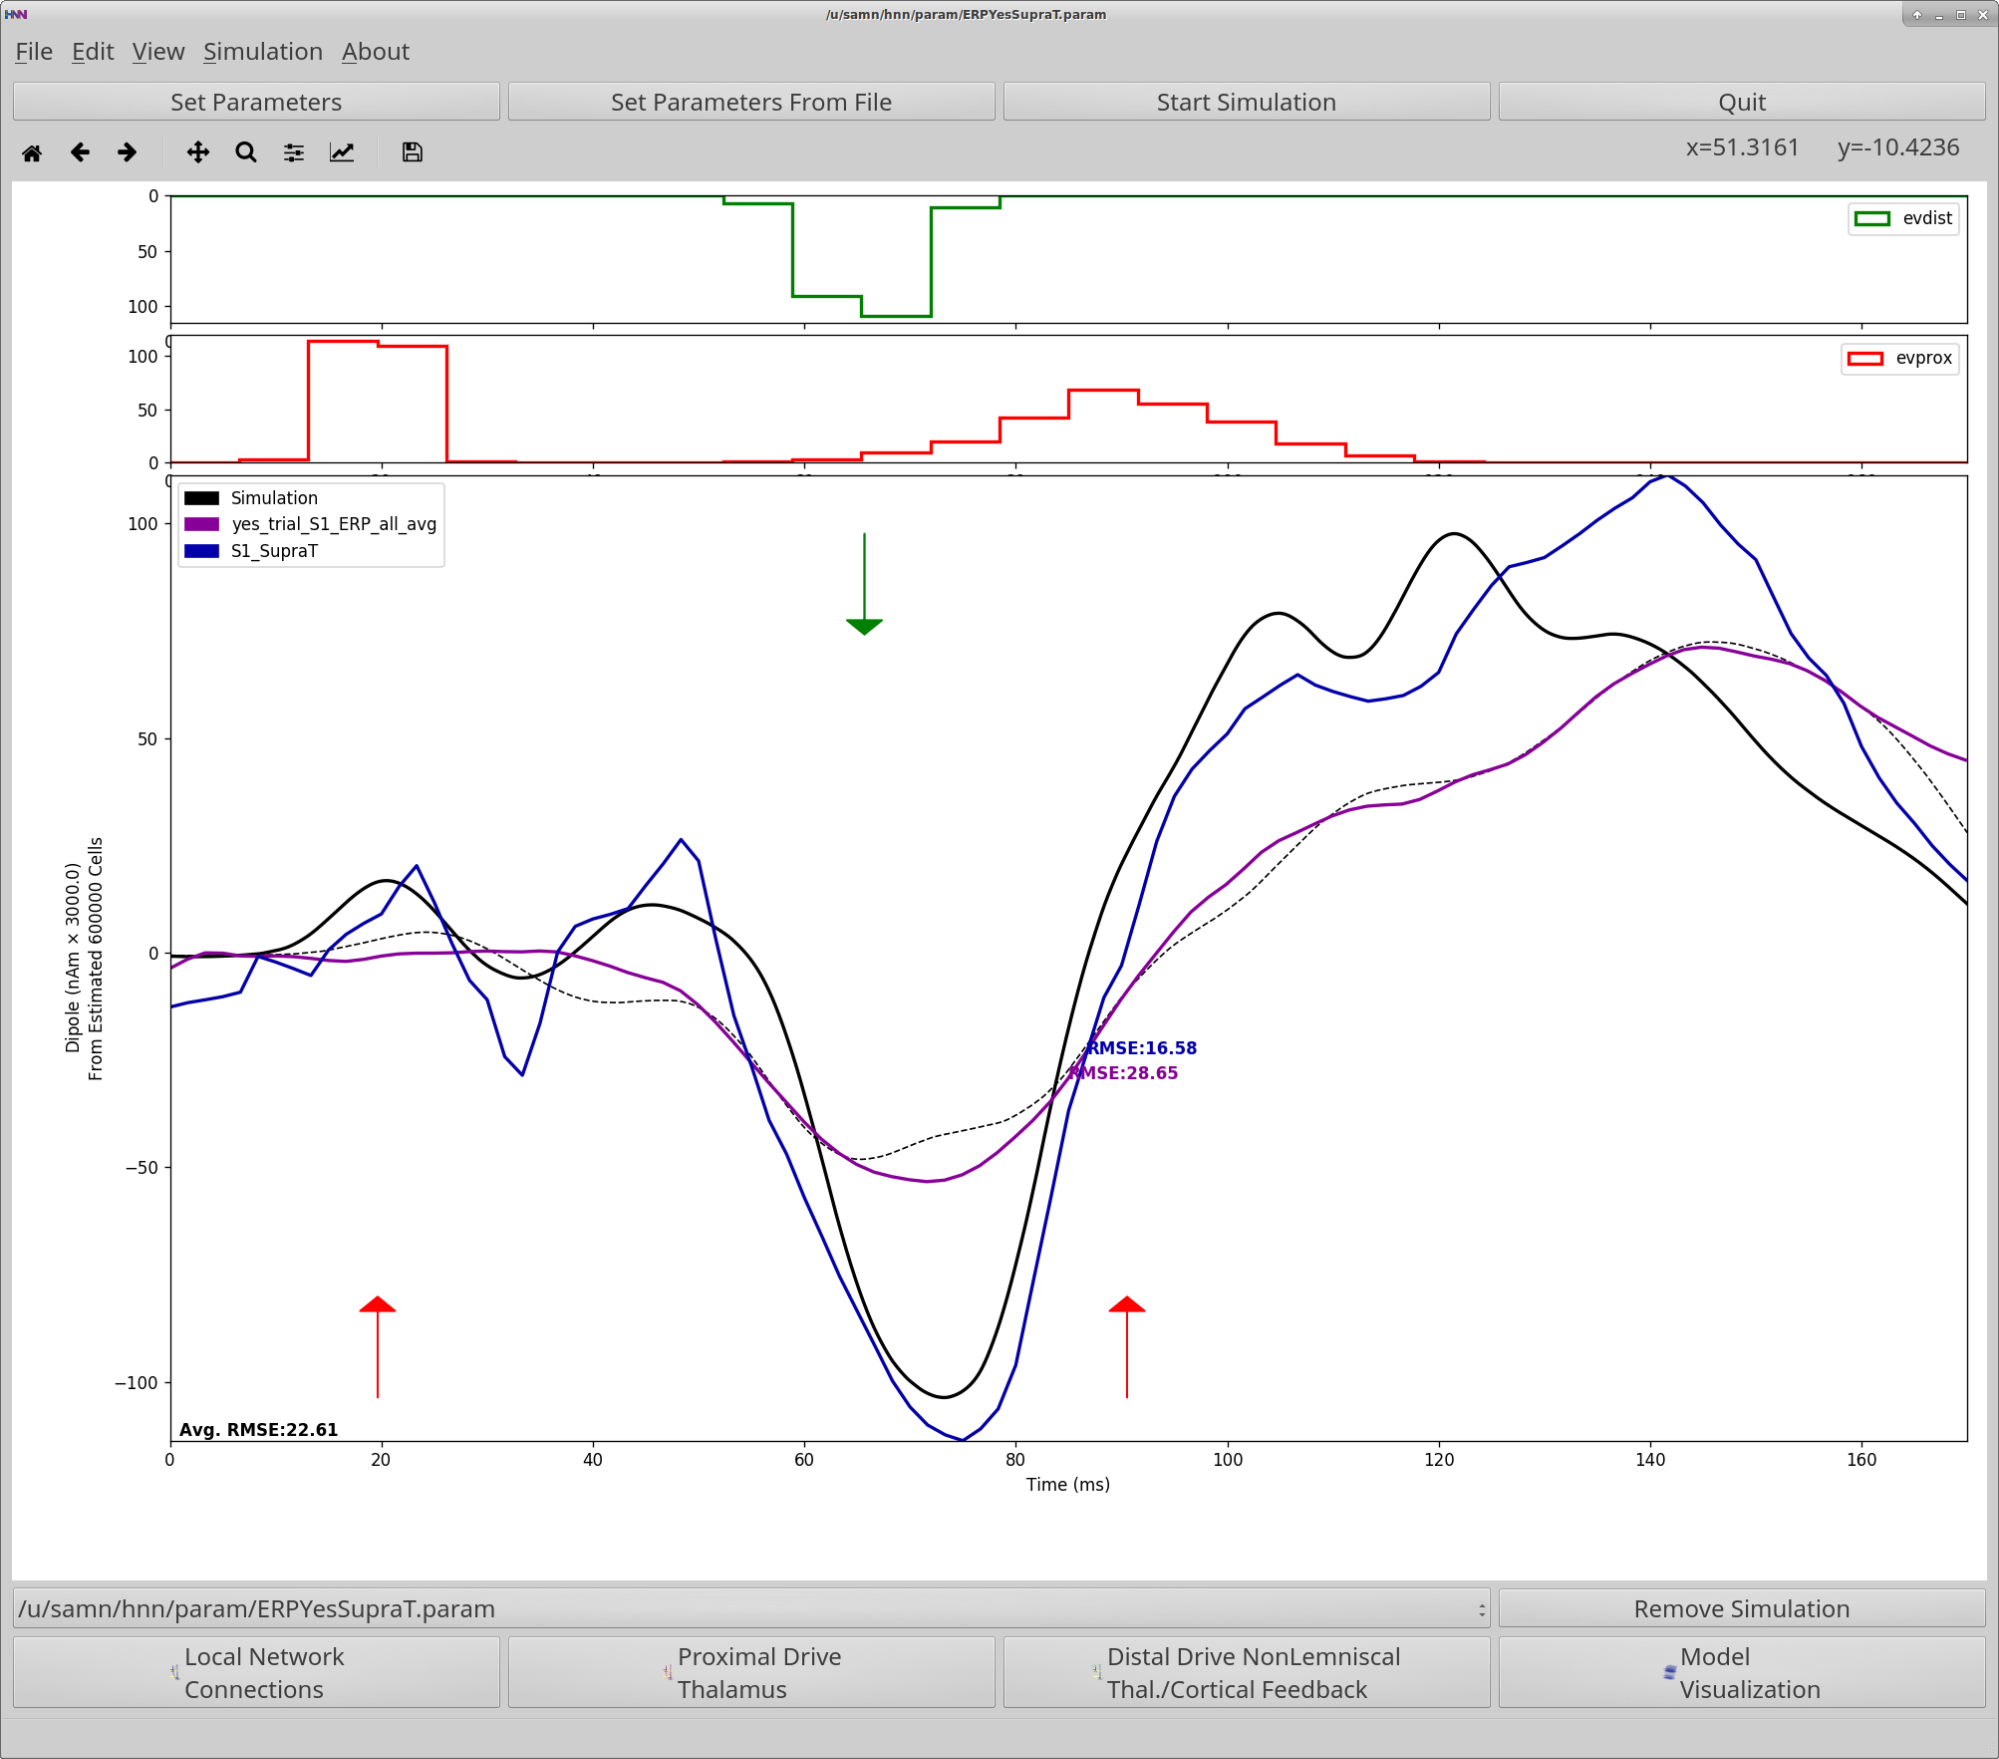 HNN
/u/samn/hnn/param/ERPYesSupraT.param
File Edit View Simulation About
Set Parameters
Set Parameters From File
Start Simulation
Quit
x=51.3161 y=-10.4236
0
50
100
evdist
100
50
0
evprox
Simulation
yes_trial_S1_ERP_all_avg
S1_SupraT
100
50
0
−50
−100
Dipole (nAm × 3000.0)
From Estimated 600000 Cells
RMSE:16.58
RMSE:28.65
Avg. RMSE:22.61
0 20 40 60 80 100 120 140 160
Time (ms)
/u/samn/hnn/param/ERPYesSupraT.param
Remove Simulation
Local Network
Connections
Proximal Drive
Thalamus
Distal Drive NonLemniscal
Thal./Cortical Feedback
Model
Visualization